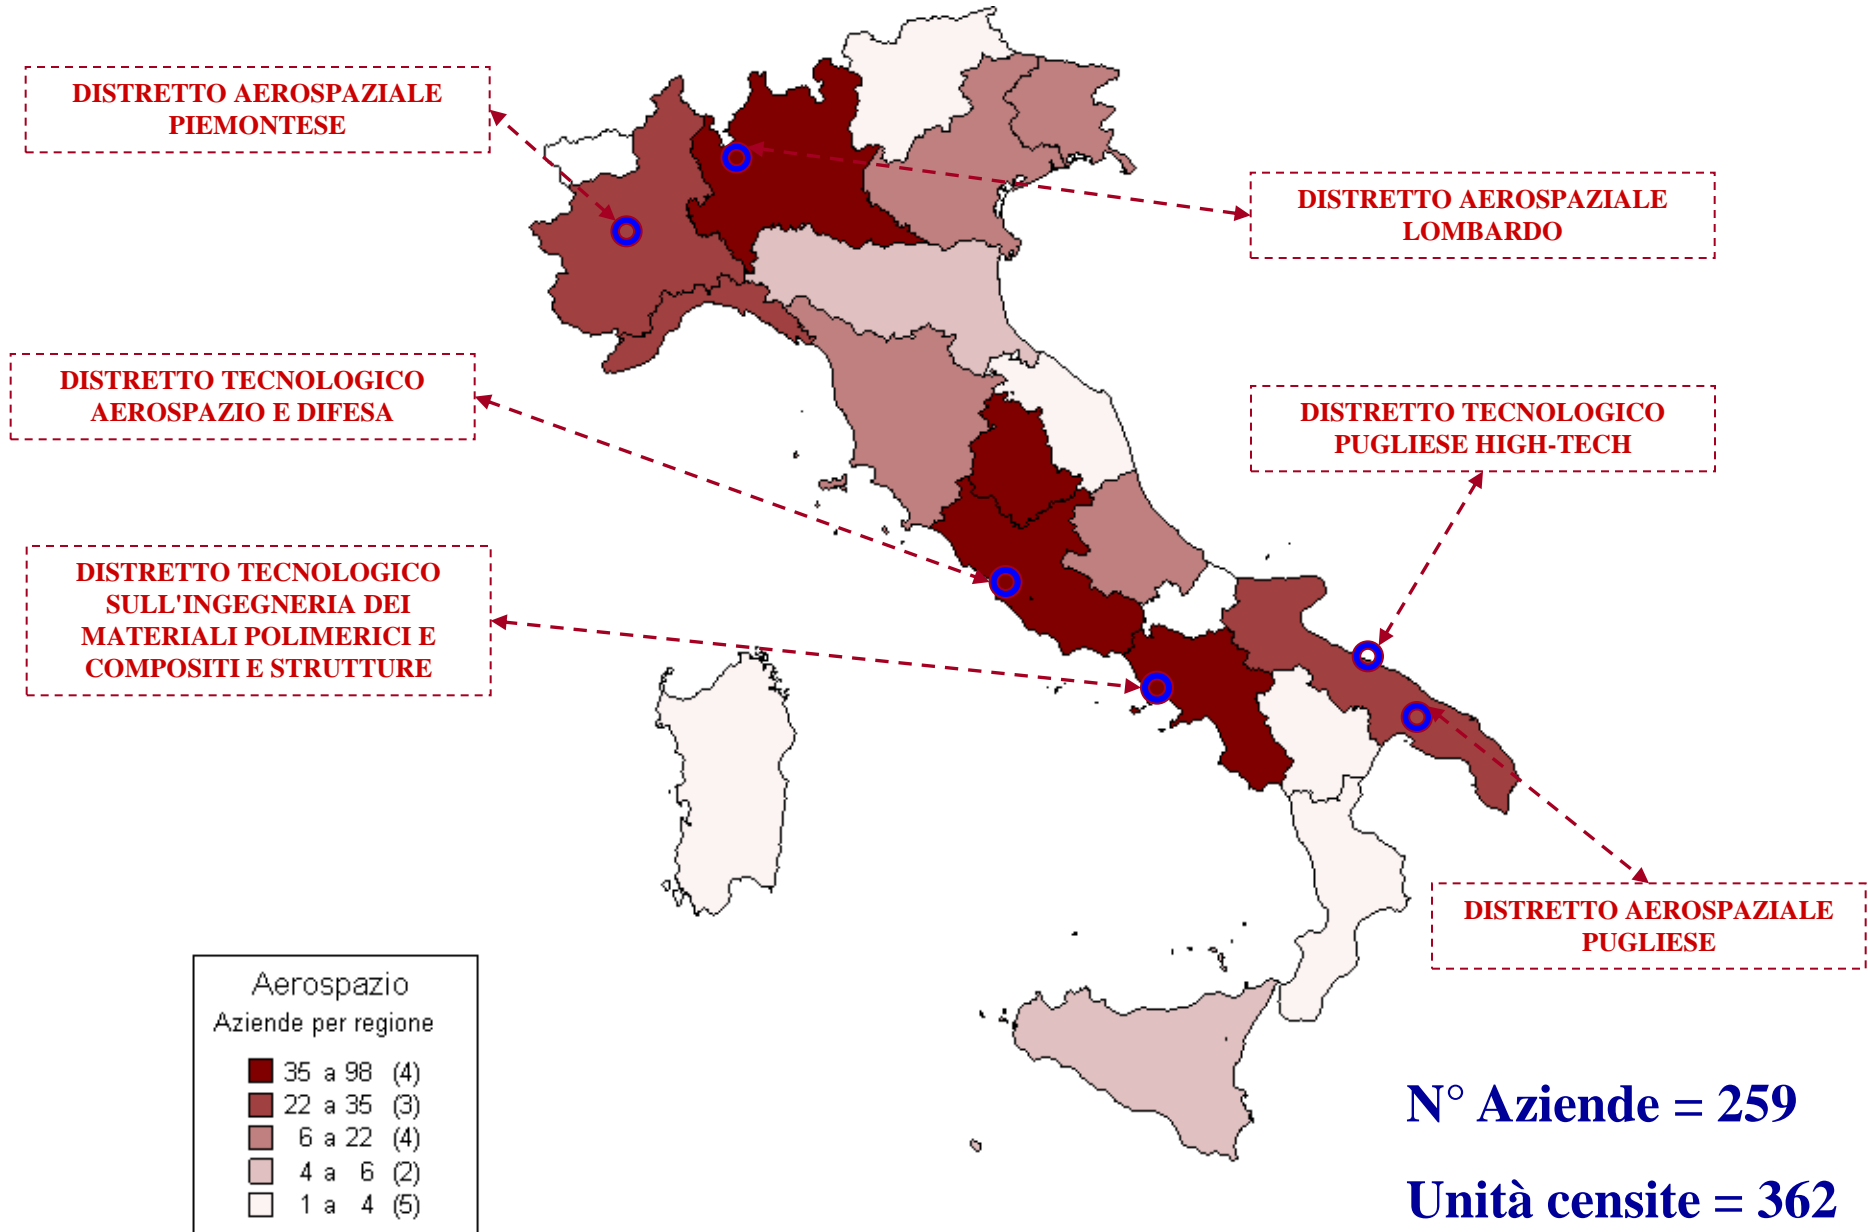 DISTRETTO AEROSPAZIALE
PIEMONTESE
DISTRETTO AEROSPAZIALE
LOMBARDO
DISTRETTO TECNOLOGICO
AEROSPAZIO E DIFESA
DISTRETTO TECNOLOGICO
PUGLIESE HIGH-TECH
DISTRETTO TECNOLOGICO
SULL'INGEGNERIA DEI
MATERIALI POLIMERICI E
COMPOSITI E STRUTTURE
DISTRETTO AEROSPAZIALE
PUGLIESE
Aerospazio
Aziende per regione
35 a 98 (4)
22 a 35 (3)
6 a 22 (4)
4 a 6 (2)
1 a 4 (5)
N° Aziende = 259
Unità censite = 362